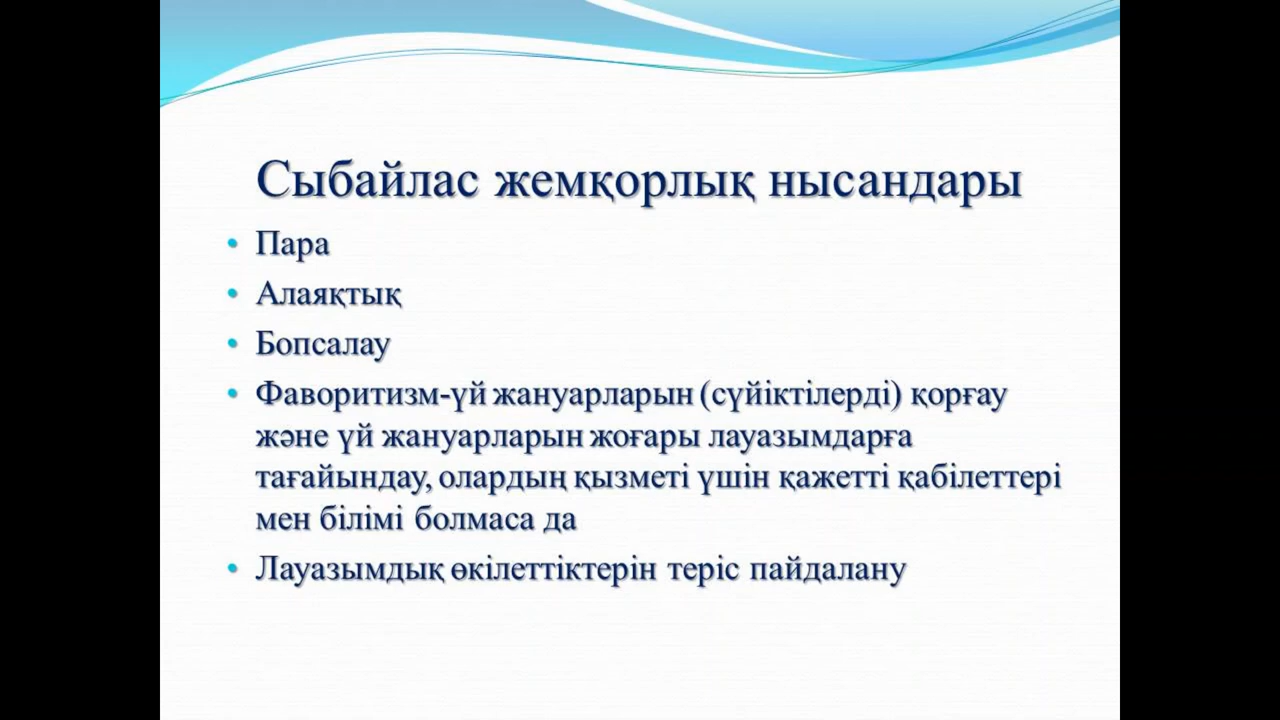 Сыбайлас жемқорлық нысандары
• Пара
• Алаяқтық
• Бопсалау
• Фаворитизм-үй жануарларын (сүйіктілерді) қорғау
және үй жануарларын жоғары лауазымдарға
тағайындау, олардың қызметі үшін қажетті қабілеттері
мен білімі болмаса да
• Лауазымдық өкілеттіктерін теріс пайдалану